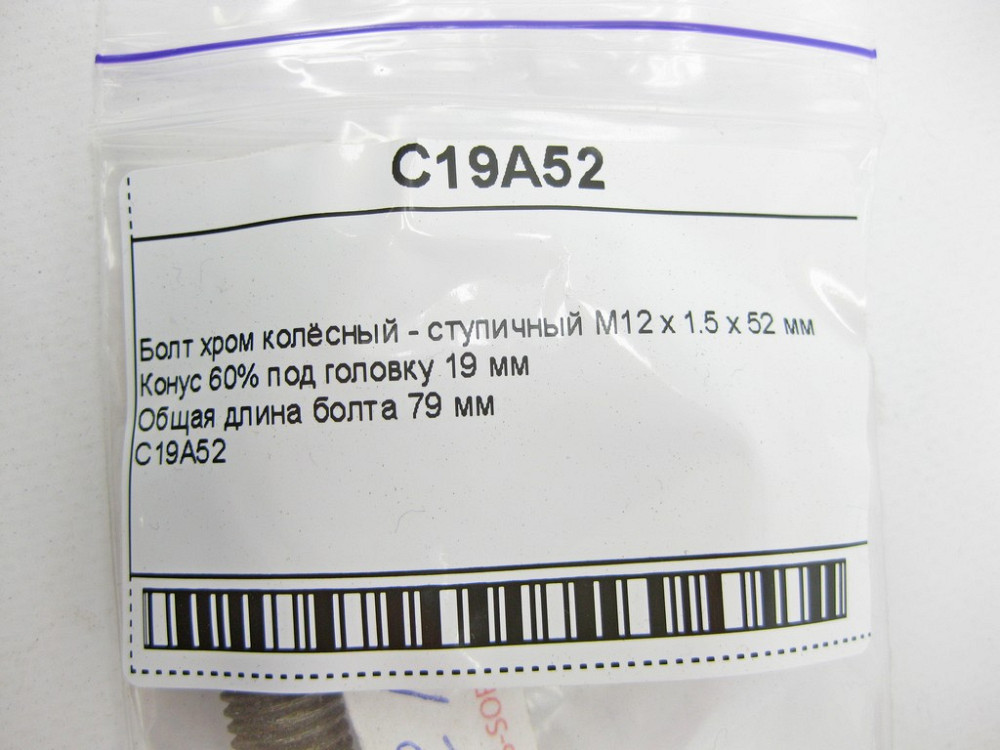 C19A52
Болт хром колёсный - ступичный М12 х 1.5 х 52 мм
Конус 60% под головку 19 мм
Общая длина болта 79 мм
C19A52